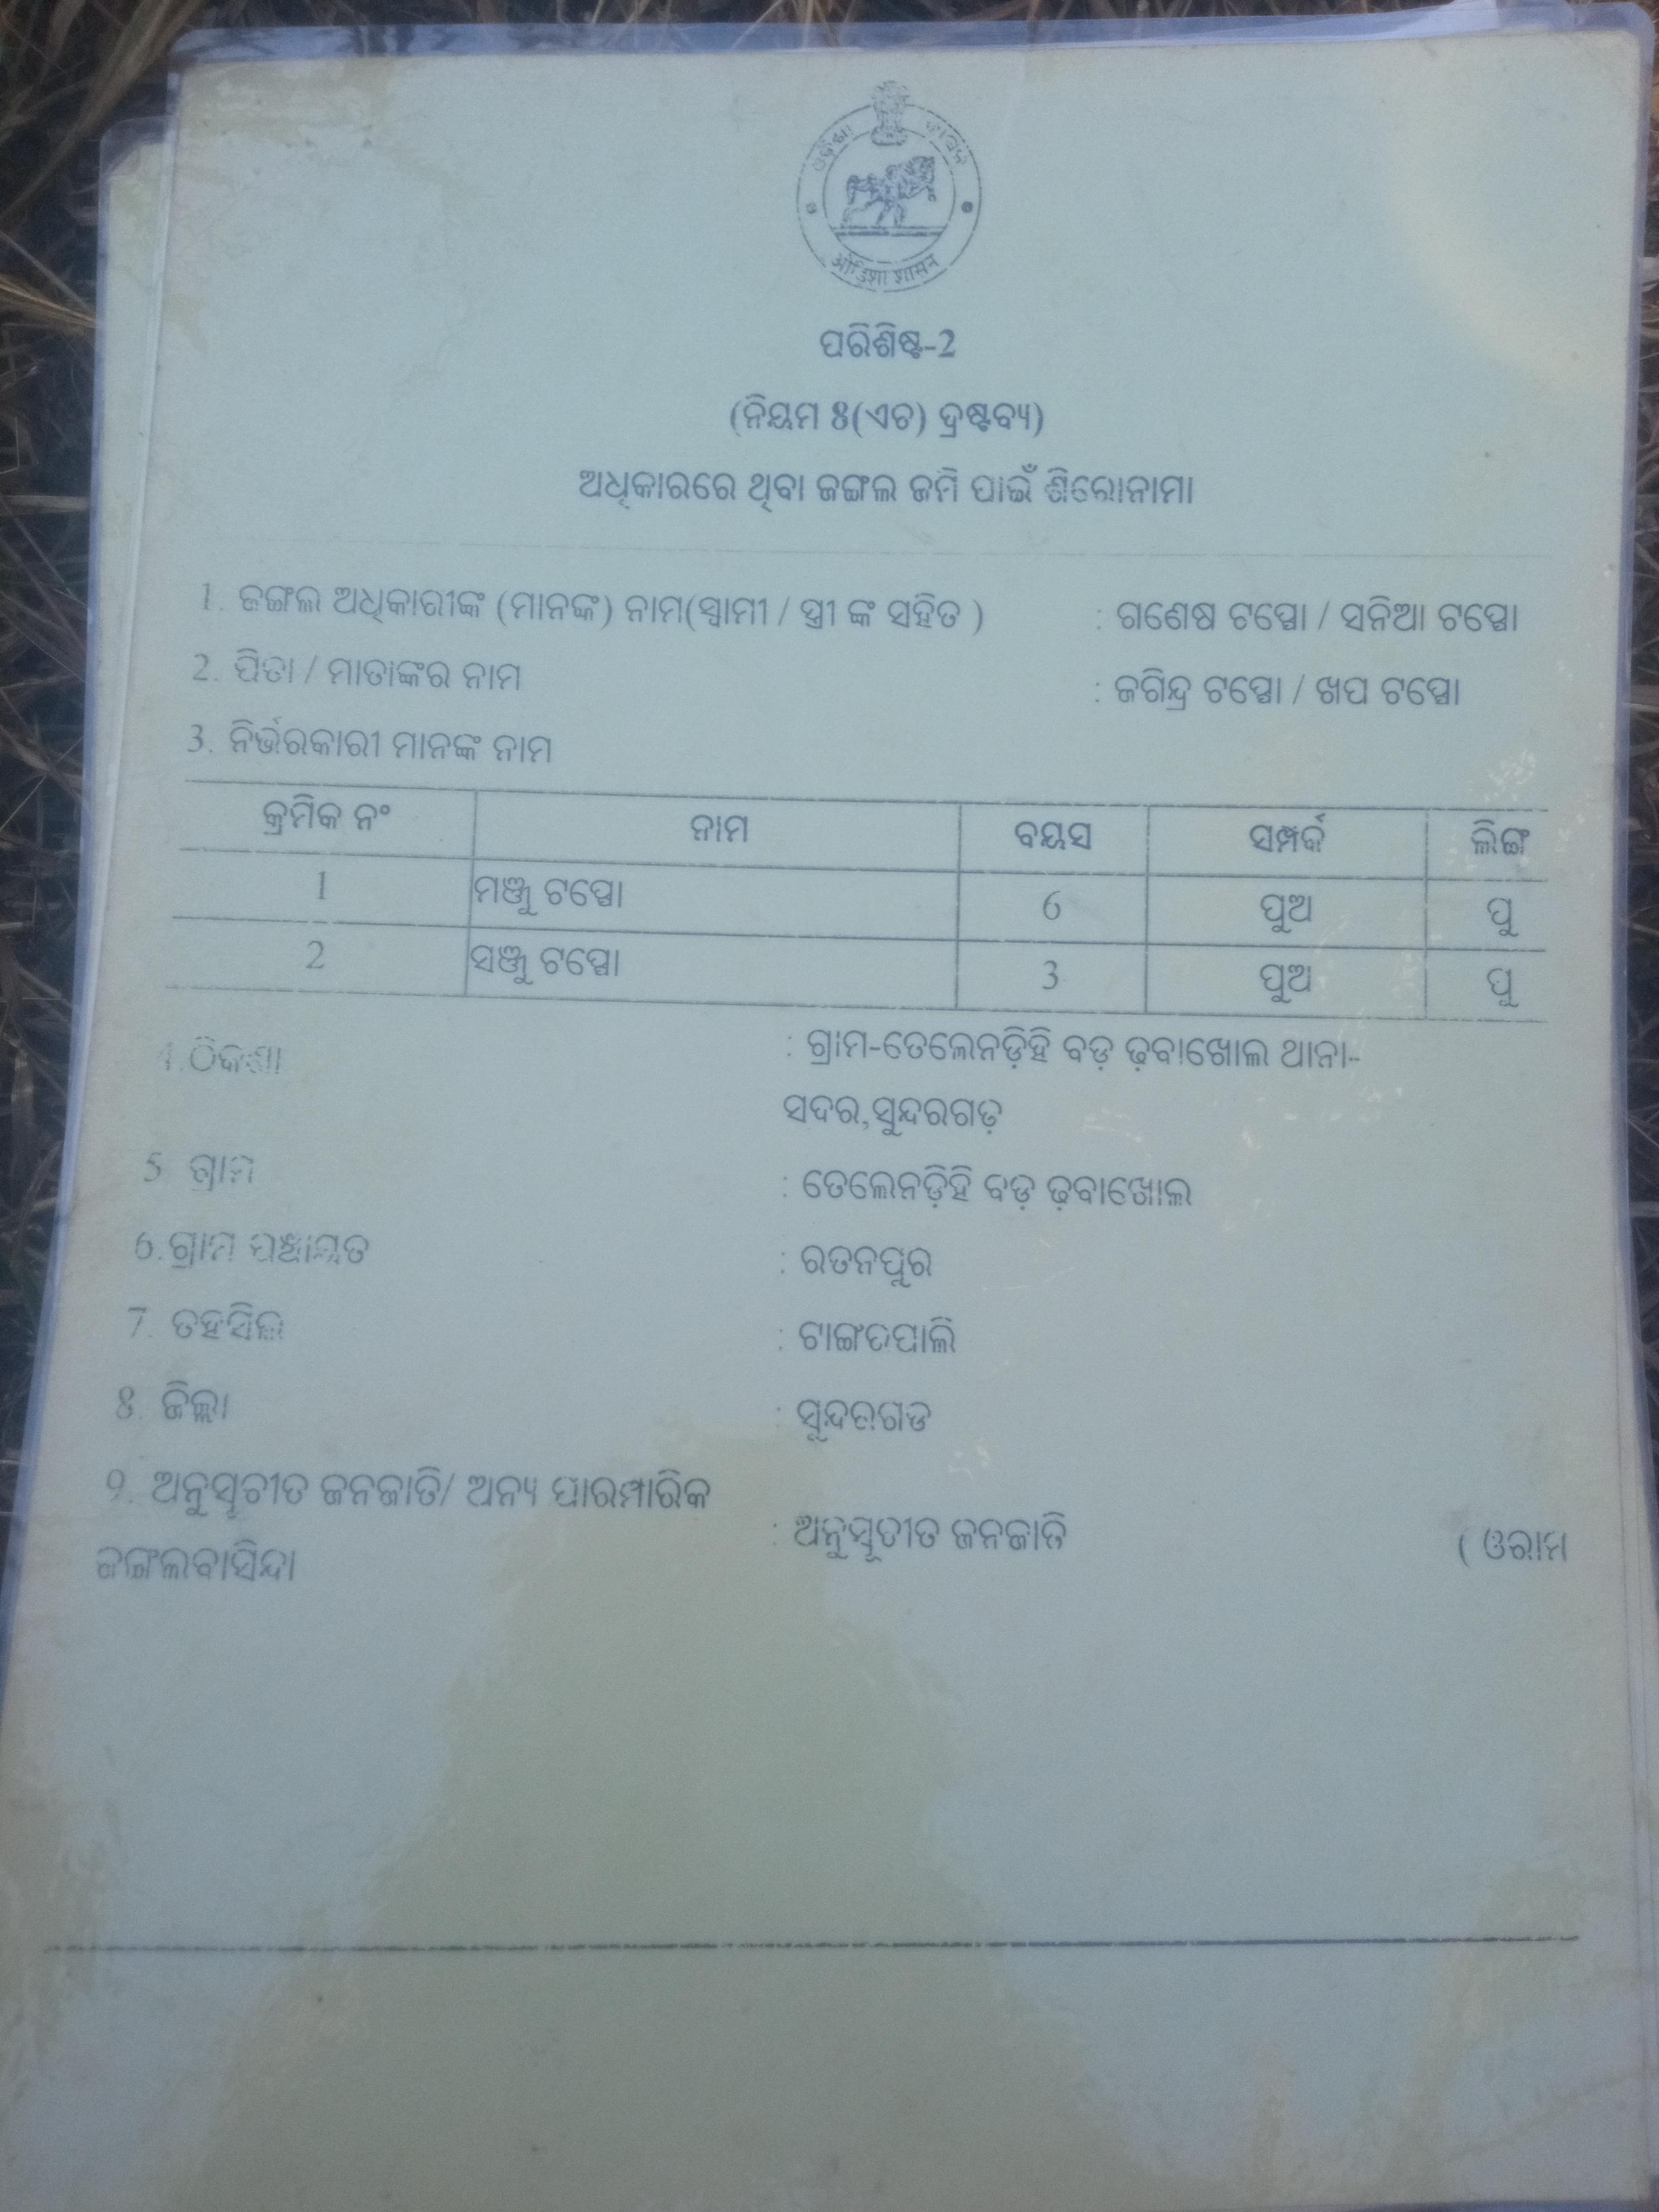 ଓଡ଼ିଶା ଶାସନ
ओडिशा शासन
ପରିଶିଷ୍ଟ-2
(ନିୟମ 8(ଏଚ) ଦ୍ରଷ୍ଟବ୍ୟ)
ଅଧିକାରରେ ଥିବା ଜଙ୍ଗଲ ଜମି ପାଇଁ ଶିରୋନାମା
1. ଜଙ୍ଗଲ ଅଧିକାରୀଙ୍କ (ମାନଙ୍କ) ନାମ(ସ୍ୱାମୀ / ସ୍ତ୍ରୀ ଙ୍କ ସହିତ ) : ଗଣେଷ ଟପ୍ପୋ / ସନିଆ ଟପ୍ପୋ
2. ପିତା / ମାତାଙ୍କର ନାମ : ଜଗିନ୍ଦ୍ର ଟପ୍ପୋ / ଖପ ଟପ୍ପୋ
3. ନିର୍ଭରକାରୀ ମାନଙ୍କ ନାମ
କ୍ରମିକ ନଂ ନାମ ବୟସ ସମ୍ପର୍କ ଲିଙ୍ଗ
1 ମଞ୍ଜୁ ଟପ୍ପୋ 6 ପୁଅ ପୁ
2 ସଞ୍ଜୁ ଟପ୍ପୋ 3 ପୁଅ ପୁ
4.ଠିକଣା : ଗ୍ରାମ-ତେଲେନଡ଼ିହି ବଡ଼ ଢ଼ବାଖୋଲ ଥାନା-
ସଦର,ସୁନ୍ଦରଗଡ଼
5. ଗ୍ରାମ : ତେଲେନଡ଼ିହି ବଡ଼ ଢ଼ବାଖୋଲ
6.ଗ୍ରାମ ପଞ୍ଚାୟତ : ରତନପୁର
7. ତହସିଲ : ଟାଙ୍ଗରପାଲି
8. ଜିଲ୍ଲା : ସୁନ୍ଦରଗଡ
9. ଅନୁସୂଚୀତ ଜନଜାତି/ ଅନ୍ୟ ପାରମ୍ପାରିକ
ଜଙ୍ଗଲବାସିନ୍ଦା : ଅନୁସୂଚୀତ ଜନଜାତି ( ଓରାମ